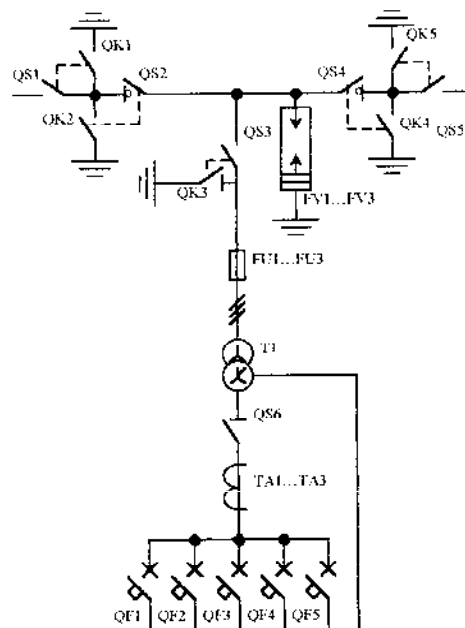 QK1
QK5
QS1
QS2
QS4
QK2
QK4
QS5
QS3
QK3
FV1...FV3
FU1...FU3
T1
QS6
TA1...TA3
QF1 QF2 QF3 QF4 QF5